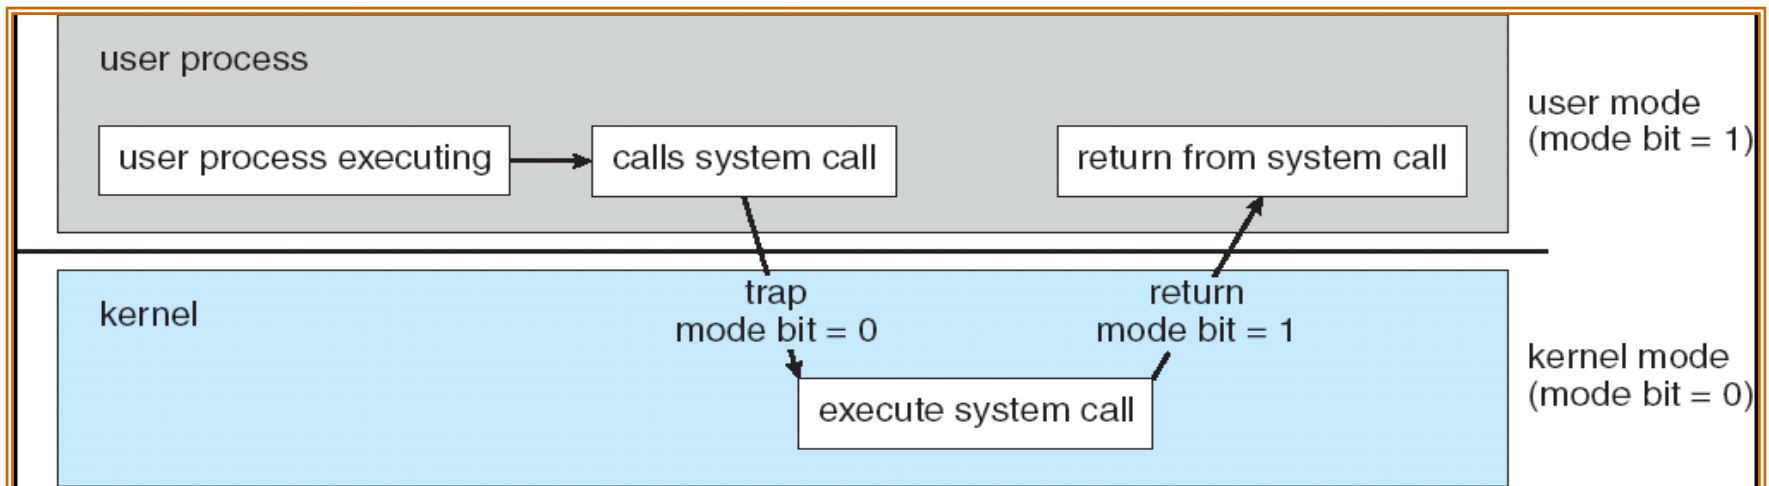 user process
user process executing
calls system call
return from system call
user mode
(mode bit = 1)
kernel
trap
mode bit = 0
return
mode bit = 1
execute system call
kernel mode
(mode bit = 0)